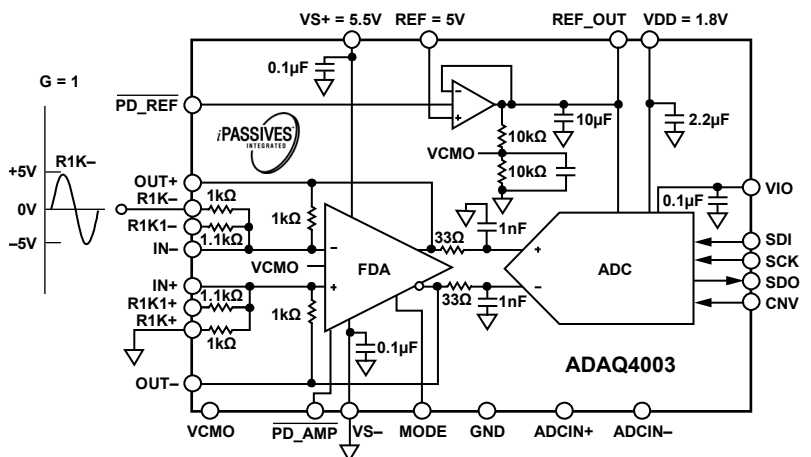 VS+ = 5.5V REF = 5V REF_OUT VDD = 1.8V
0.1µF
G = 1
PD_REF
iPASSIVES™
INTEGRATED
10µF
2.2µF
10kΩ
VCMO
10kΩ
+5V
R1K–
0V
–5V
OUT+
R1K–
1kΩ
R1K1–
1.1kΩ
IN–
1kΩ
VIO
0.1µF
1nF
33Ω
–
+
VCMO
FDA
ADC
+
–
SDI
SCK
SDO
CNV
IN+
R1K1+
1.1kΩ
R1K+
1kΩ
1kΩ
33Ω
1nF
0.1µF
OUT–
ADAQ4003
VCMO PD_AMP VS– MODE GND ADCIN+ ADCIN–